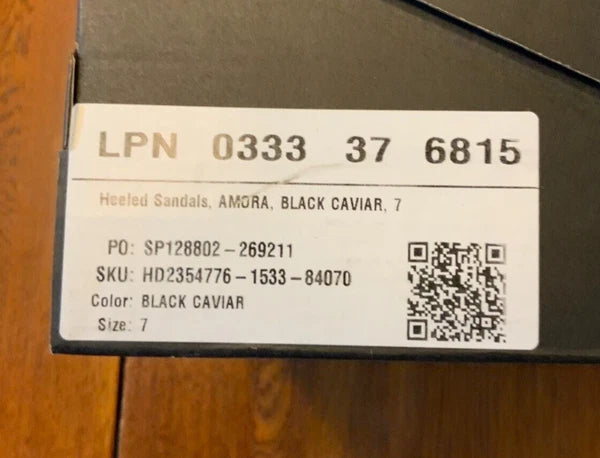 LPN 0333 37 6815
Heeled Sandals, AMORA, BLACK CAVIAR, 7
PO: SP128802-269211
SKU: HD2354776-1533-84070
Color: BLACK CAVIAR
Size: 7